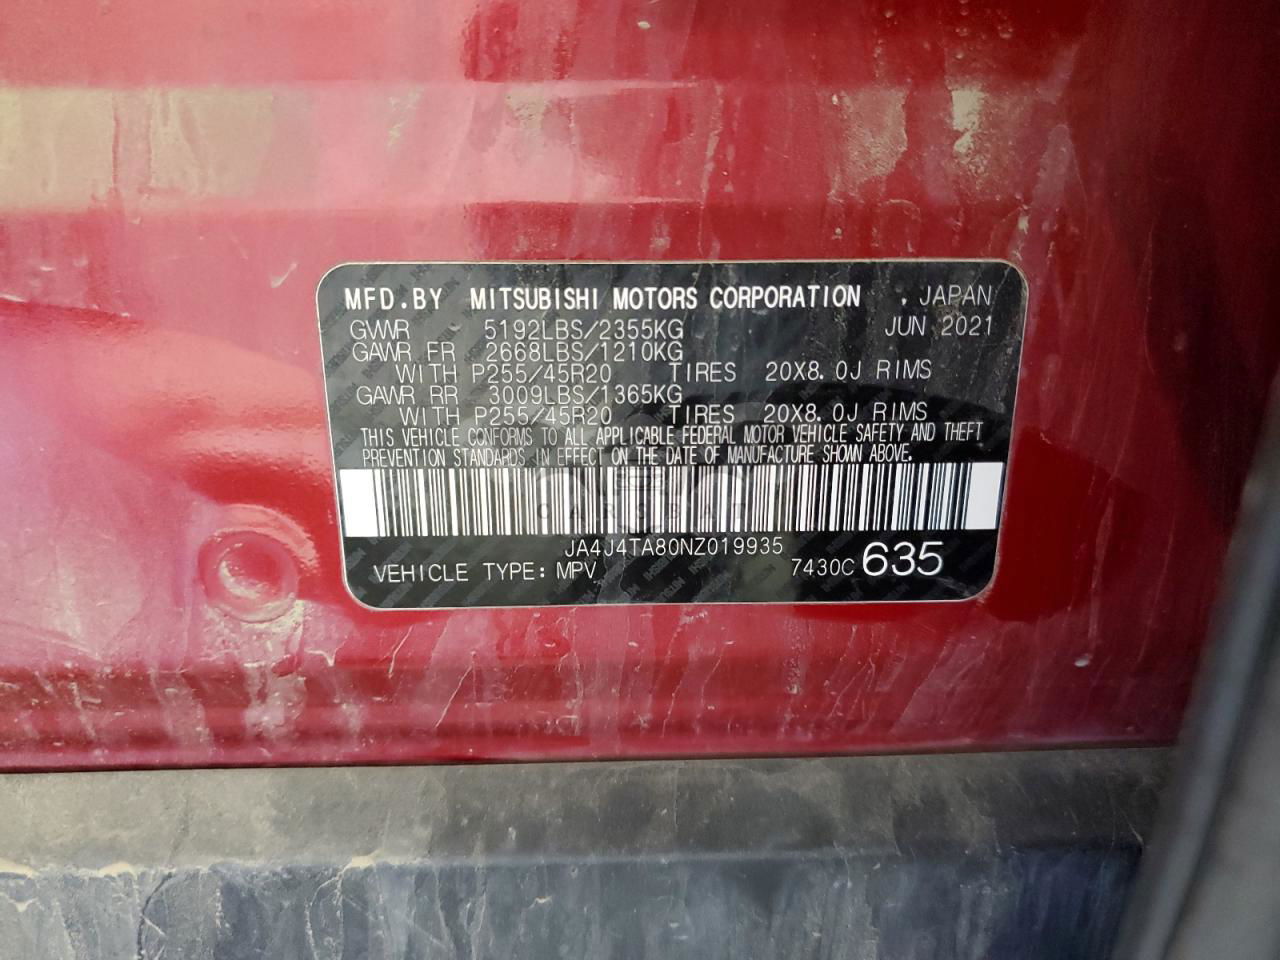 MFD.BY MITSUBISHI MOTORS CORPORATION . JAPAN
GVWR 5192LBS/2355KG JUN 2021
GAWR FR 2668LBS/1210KG
WITH P255/45R20 TIRES 20X8.0J RIMS
GAWR RR 3009LBS/1365KG
WITH P255/45R20 TIRES 20X8.0J RIMS
THIS VEHICLE CONFORMS TO ALL APPLICABLE FEDERAL MOTOR VEHICLE SAFETY AND THEFT
PREVENTION STANDARDS IN EFFECT ON THE DATE OF MANUFACTURE SHOWN ABOVE.
CARSBAD
JA4J4TA80NZ019935
VEHICLE TYPE: MPV 7430C 635